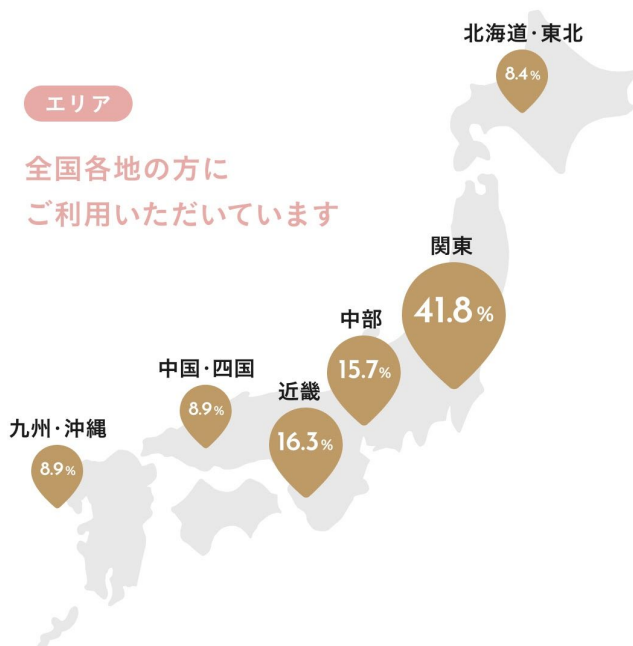 エリア
全国各地の方に
ご利用いただいています
北海道・東北
8.4%
関東
41.8%
中部
15.7%
近畿
16.3%
中国・四国
8.9%
九州・沖縄
8.9%